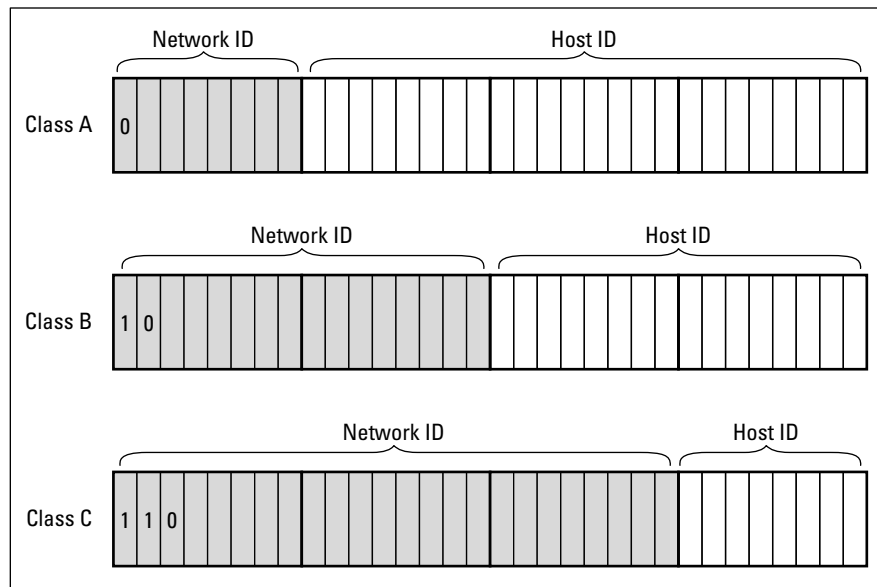 Network ID Host ID
Class A 0
Network ID Host ID
Class B 1 0
Network ID Host ID
Class C 1 1 0